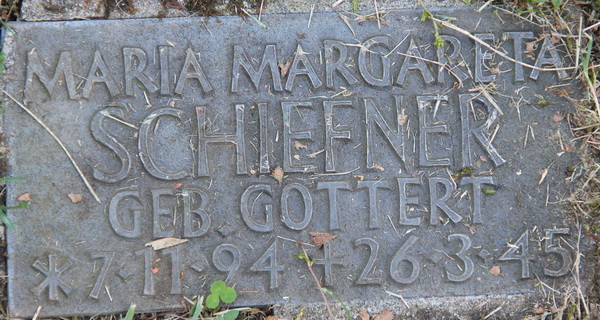 MARIA MARGARETA
SCHIEFNER
GEB. GOTTERT
* 7·11·94 + 26·3·45